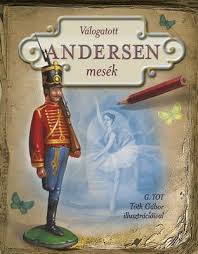 Válogatott
ANDERSEN
mesék
G. TÓT
Tóth Gábor
illusztrációival